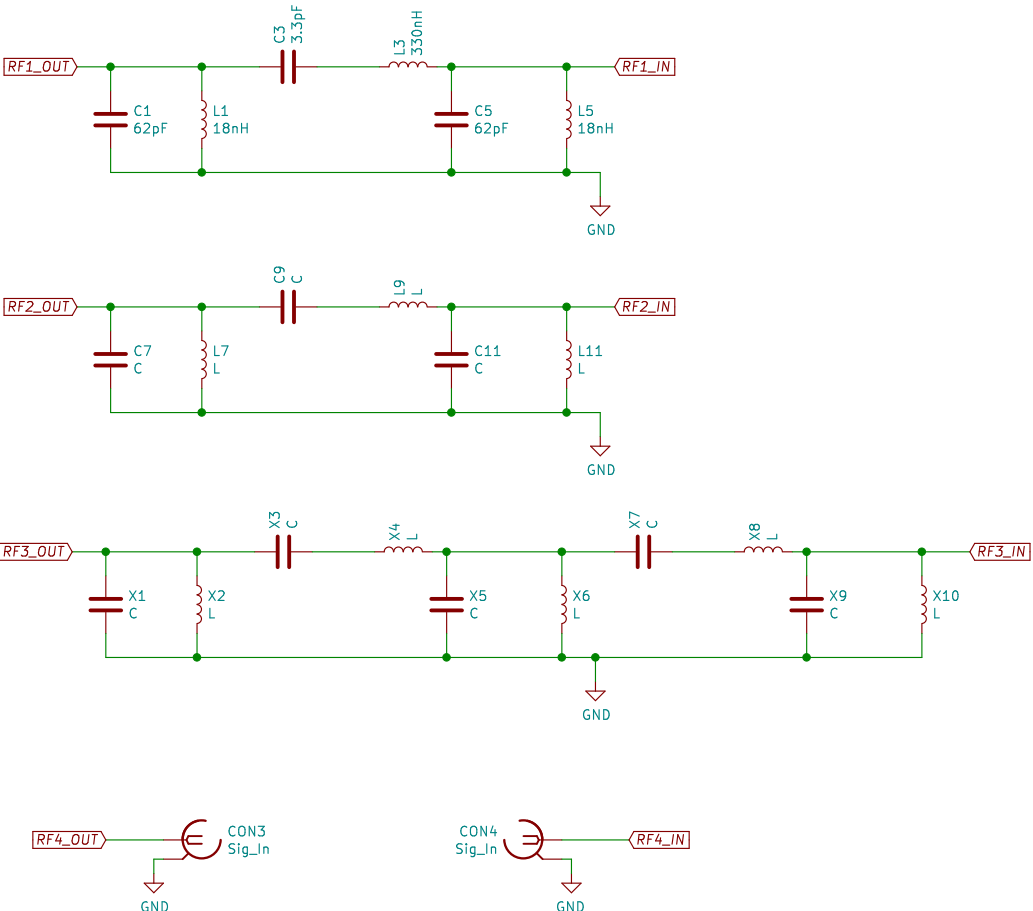 C3
3.3pF
L3
330nH
RF1_OUT
RF1_IN
C1
62pF
L1
18nH
C5
62pF
L5
18nH
GND
C9
C
L9
L
RF2_OUT
RF2_IN
C7
C
L7
L
C11
C
L11
L
GND
X3
C
X4
L
X7
C
X8
L
RF3_OUT
RF3_IN
X1
C
X2
L
X5
C
X6
L
X9
C
X10
L
GND
RF4_OUT
CON3
Sig_In
CON4
Sig_In
RF4_IN
GND
GND